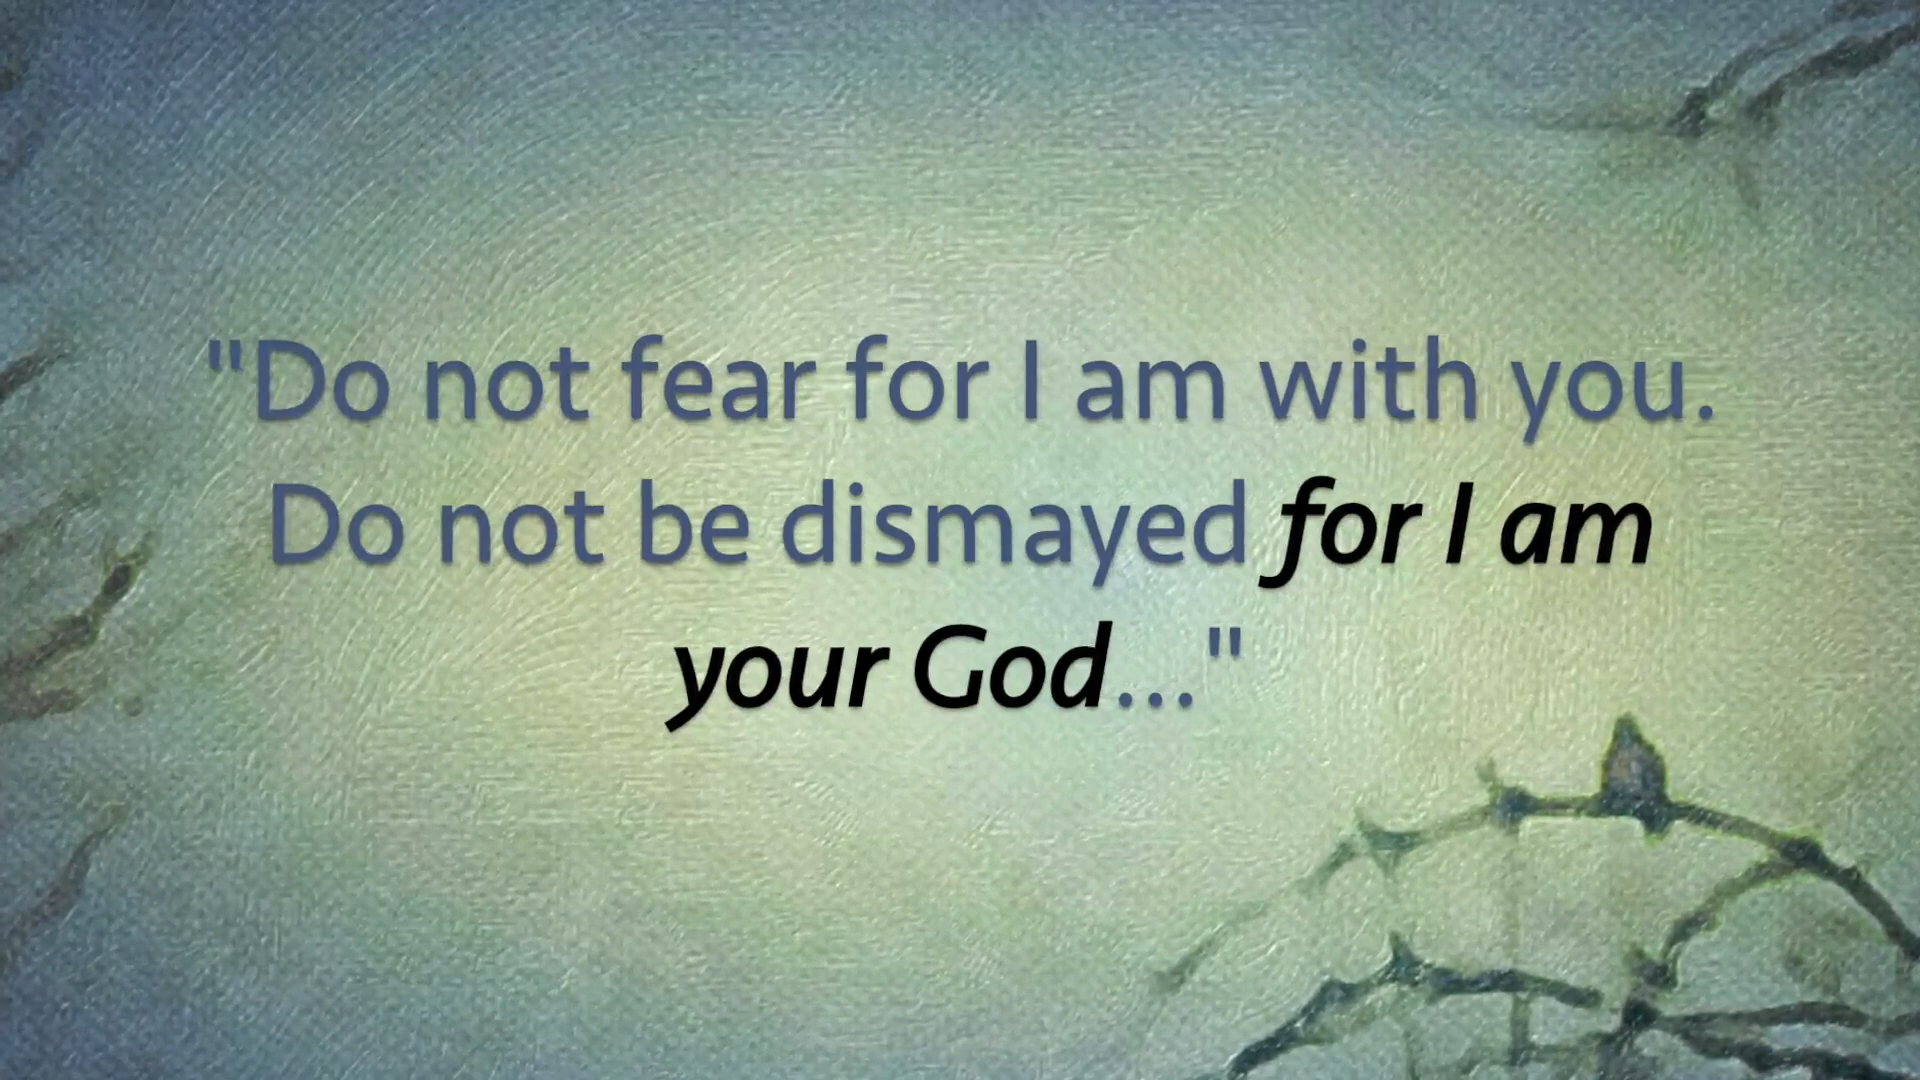 "Do not fear for I am with you.
Do not be dismayed for I am
your God..."